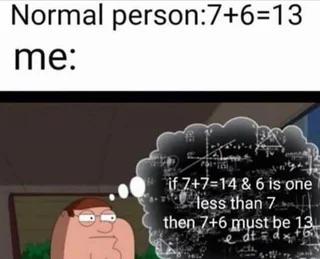 Normal person:7+6=13
me:
if 7+7=14 & 6 is one
less than 7
then 7+6 must be 13